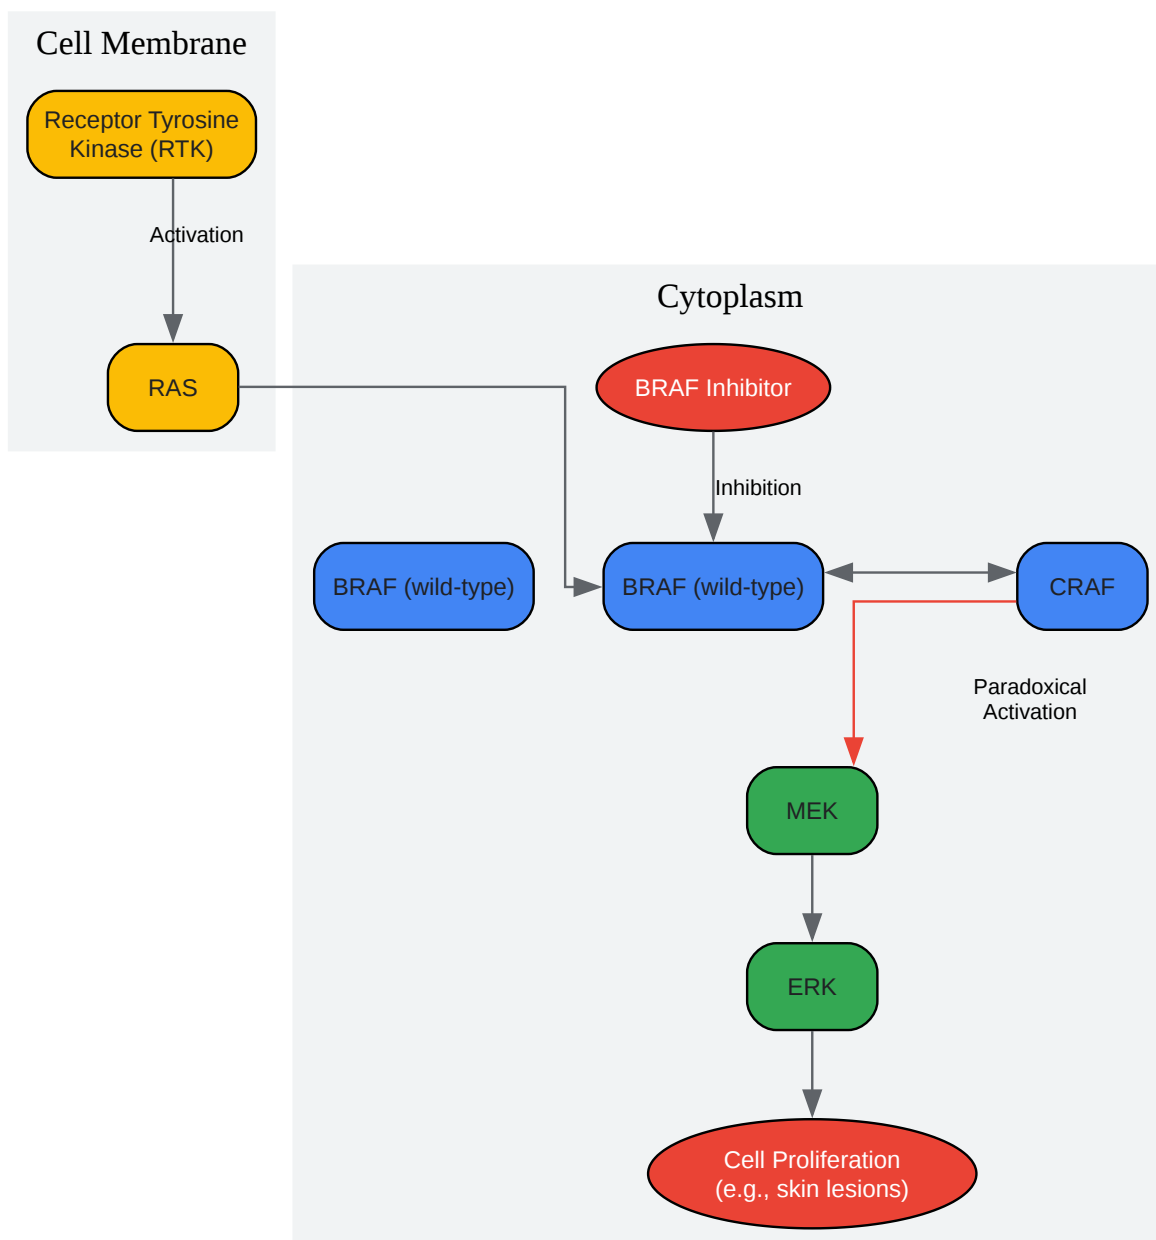 Cell Membrane
Receptor Tyrosine
Kinase (RTK)
Activation
RAS
Cytoplasm
BRAF Inhibitor
Inhibition
BRAF (wild-type)
BRAF (wild-type)
CRAF
Paradoxical
Activation
MEK
ERK
Cell Proliferation
(e.g., skin lesions)